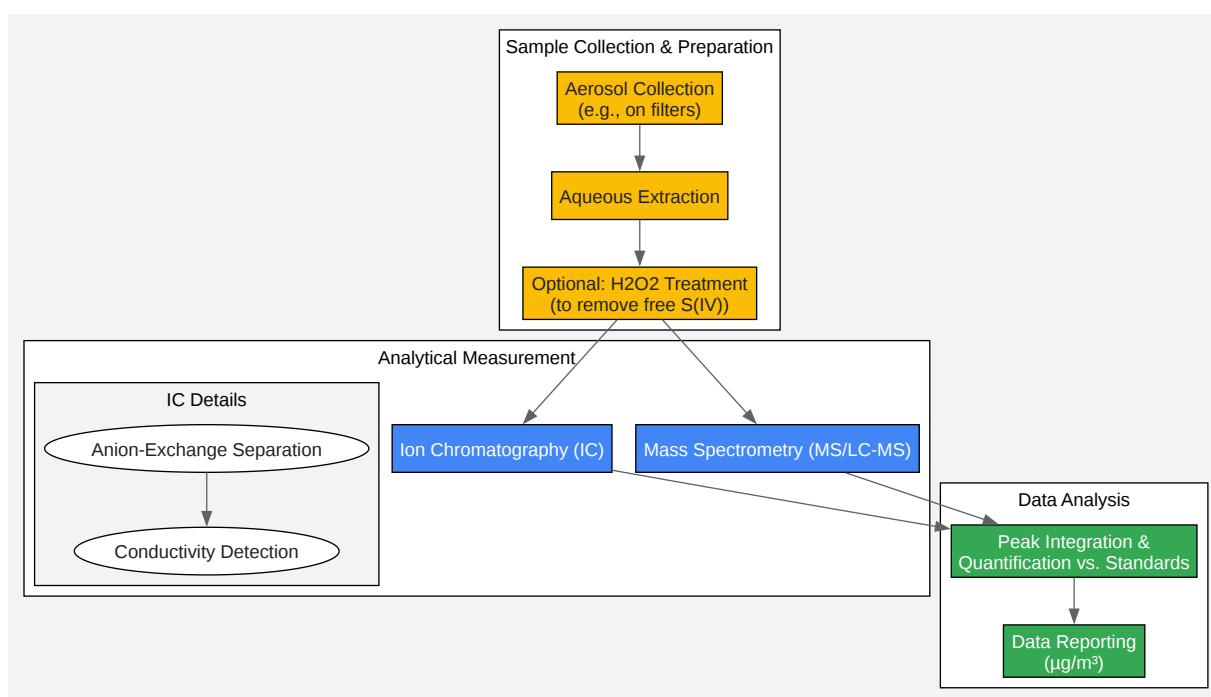 Sample Collection & Preparation
Aerosol Collection
(e.g., on filters)
Aqueous Extraction
Optional: H2O2 Treatment
(to remove free S(IV))
Analytical Measurement
IC Details
Anion-Exchange Separation
Conductivity Detection
Ion Chromatography (IC)
Mass Spectrometry (MS/LC-MS)
Data Analysis
Peak Integration &
Quantification vs. Standards
Data Reporting
(µg/m³)